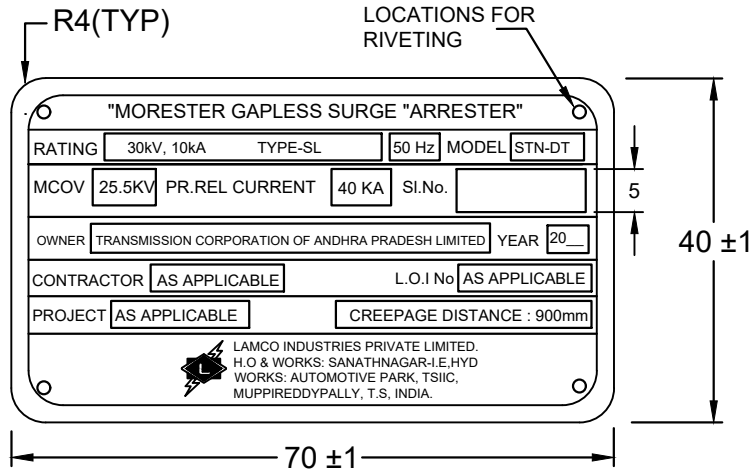 R4(TYP)
LOCATIONS FOR
RIVETING
"MORESTER GAPLESS SURGE "ARRESTER"
RATING 30kV, 10kA TYPE-SL 50 Hz MODEL STN-DT
MCOV 25.5KV PR.REL CURRENT 40 KA SI.No.
5
OWNER TRANSMISSION CORPORATION OF ANDHRA PRADESH LIMITED YEAR 20__
40 ±1
CONTRACTOR AS APPLICABLE L.O.I No AS APPLICABLE
PROJECT AS APPLICABLE CREEPAGE DISTANCE : 900mm
L
LAMCO INDUSTRIES PRIVATE LIMITED.
H.O & WORKS: SANATHNAGAR-I.E,HYD
WORKS: AUTOMOTIVE PARK, TSIIC,
MUPPIREDDYPALLY, T.S, INDIA.
70 ±1